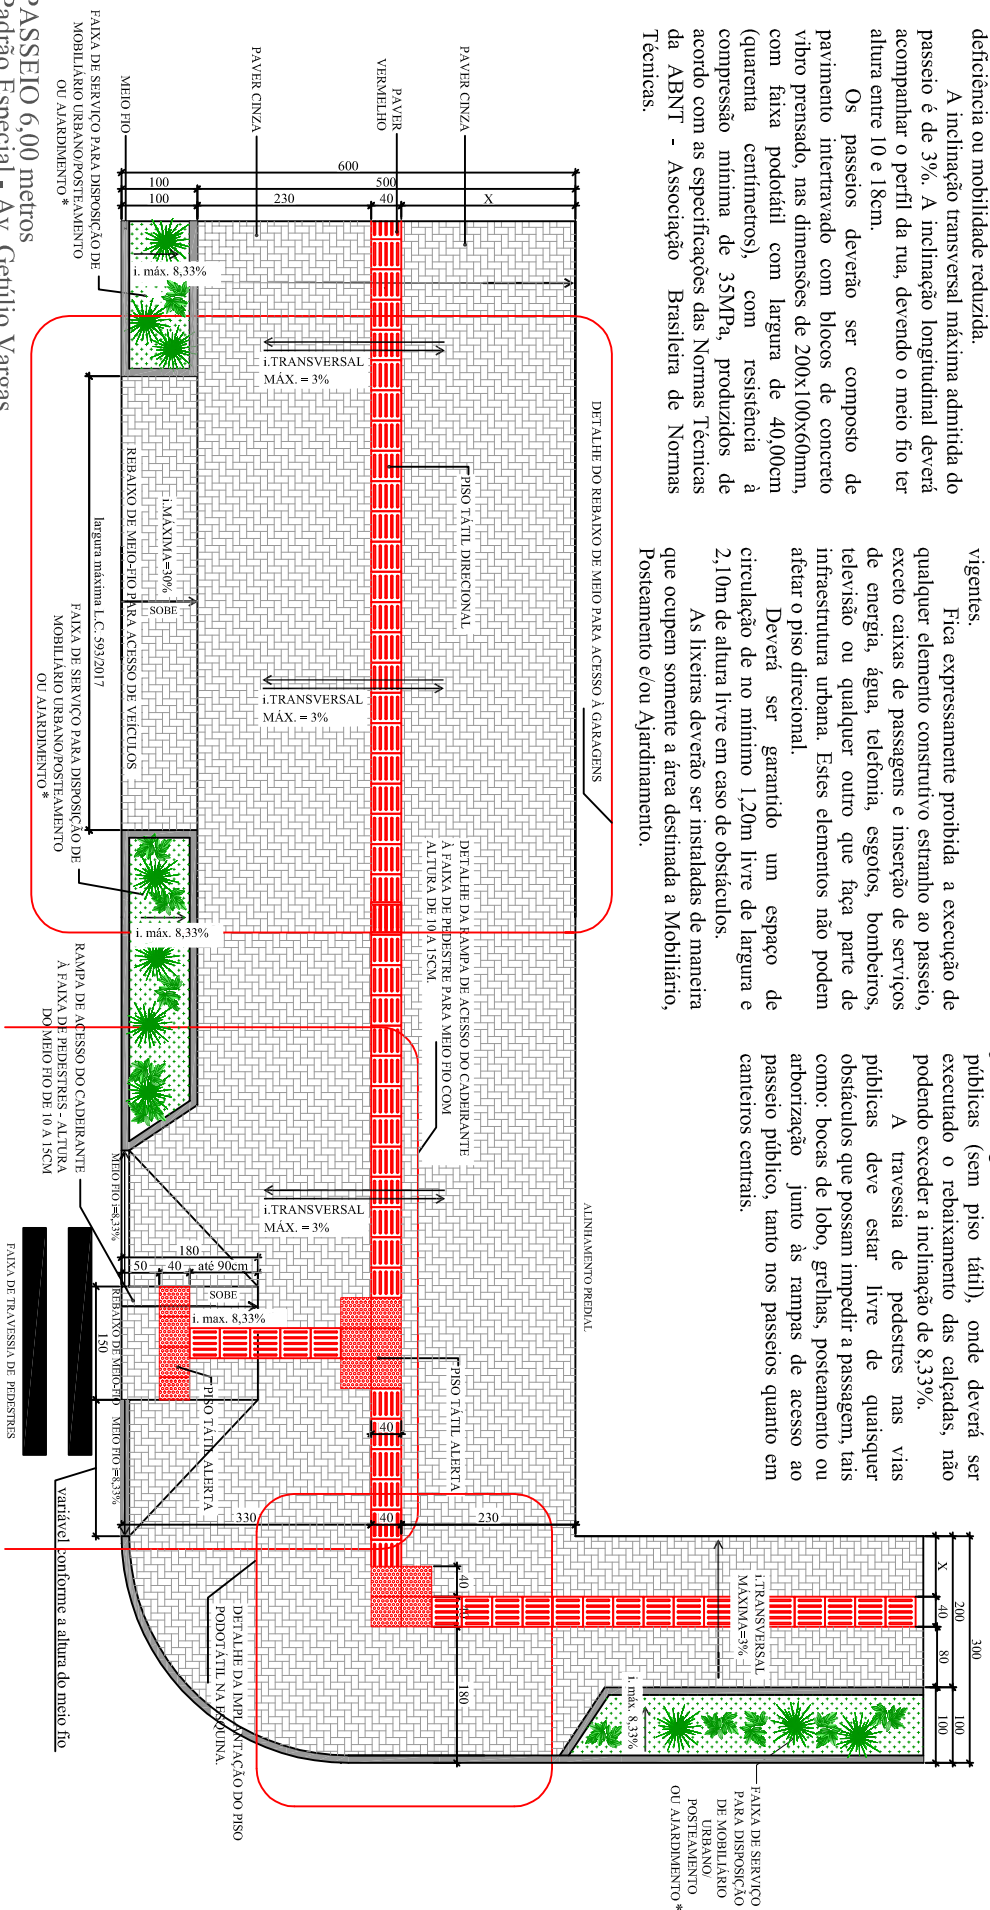 deficiência ou mobilidade reduzida.
A inclinação transversal máxima admitida do
passeio é de 3%. A inclinação longitudinal deverá
acompanhar o perfil da rua, devendo o meio fio ter
altura entre 10 e 18cm.
Os passeios deverão ser composto de
pavimento intertravado com blocos de concreto
vibro prensado, nas dimensões de 200x100x60mm,
com faixa podotátil com largura de 40,00cm
(quarenta centímetros), com resistência à
compressão mínima de 35MPa, produzidos de
acordo com as especificações das Normas Técnicas
da ABNT - Associação Brasileira de Normas
Técnicas.
vigentes.
Fica expressamente proibida a execução de
qualquer elemento construtivo estranho ao passeio,
exceto caixas de passagens e inserção de serviços
de energia, água, telefonia, esgotos, bombeiros,
televisão ou qualquer outro que faça parte de
infraestrutura urbana. Estes elementos não podem
afetar o piso direcional.
Deverá ser garantido um espaço de
circulação de no mínimo 1,20m livre de largura e
2,10m de altura livre em caso de obstáculos.
As lixeiras deverão ser instaladas de maneira
que ocupem somente a área destinada a Mobiliário,
Posteamento e/ou Ajardinamento.
públicas (sem piso tátil), onde deverá ser
executado o rebaixamento das calçadas, não
podendo exceder a inclinação de 8,33%.
A travessia de pedestres nas vias
públicas deve estar livre de quaisquer
obstáculos que possam impedir a passagem, tais
como: bocas de lobo, grelhas, posteamento ou
arborização junto às rampas de acesso ao
passeio público, tanto nos passeios quanto em
canteiros centrais.
PAVER CINZA
PAVER
VERMELHO
PAVER CINZA
MEIO FIO
FAIXA DE SERVIÇO PARA DISPOSIÇÃO DE
MOBILIÁRIO URBANO/POSTEAMENTO
OU AJARDIMENTO *
600
500
100
X
40
230
100
i. máx. 8,33%
i.TRANSVERSAL
MÁX. = 3%
DETALHE DO REBAIXO DE MEIO PARA ACESSO À GARAGENS
PISO TÁTIL DIRECIONAL
i.MÁXIMA=30%
SOBE
REBAIXO DE MEIO-FIO PARA ACESSO DE VEÍCULOS
largura máxima L.C. 593/2017
FAIXA DE SERVIÇO PARA DISPOSIÇÃO DE
MOBILIÁRIO URBANO/POSTEAMENTO
OU AJARDIMENTO *
i.TRANSVERSAL
MÁX. = 3%
i. máx. 8,33%
DETALHE DA RAMPA DE ACESSO DO CADEIRANTE
À FAIXA DE PEDESTRE PARA MEIO FIO COM
ALTURA DE 10 A 15CM.
RAMPA DE ACESSO DO CADEIRANTE
À FAIXA DE PEDESTRES - ALTURA
DO MEIO FIO DE 10 A 15CM
ALINHAMENTO PREDIAL
i.TRANSVERSAL
MÁX. = 3%
MEIO FIO i=8,33%
180
50
40
até 90cm
SOBE
i. max. 8,33%
REBAIXO DE MEIO-FIO
150
MEIO FIO i=8,33%
PISO TÁTIL ALERTA
PISO TÁTIL ALERTA
40
FAIXA DE TRAVESSIA DE PEDESTRES
variável conforme a altura do meio fio
330
40
230
40
180
DETALHE DA IMPLANTAÇÃO DO PISO
PODOTÁTIL NA ESQUINA.
300
200
100
X
40
80
100
i.TRANSVERSAL
MÁXIMA=3%
i. máx. 8,33%
FAIXA DE SERVIÇO
PARA DISPOSIÇÃO
DE MOBILIÁRIO
URBANO/
POSTEAMENTO
OU AJARDIMENTO *
PASSEIO 6,00 metros
Padrão Especial - Av. Getúlio Vargas